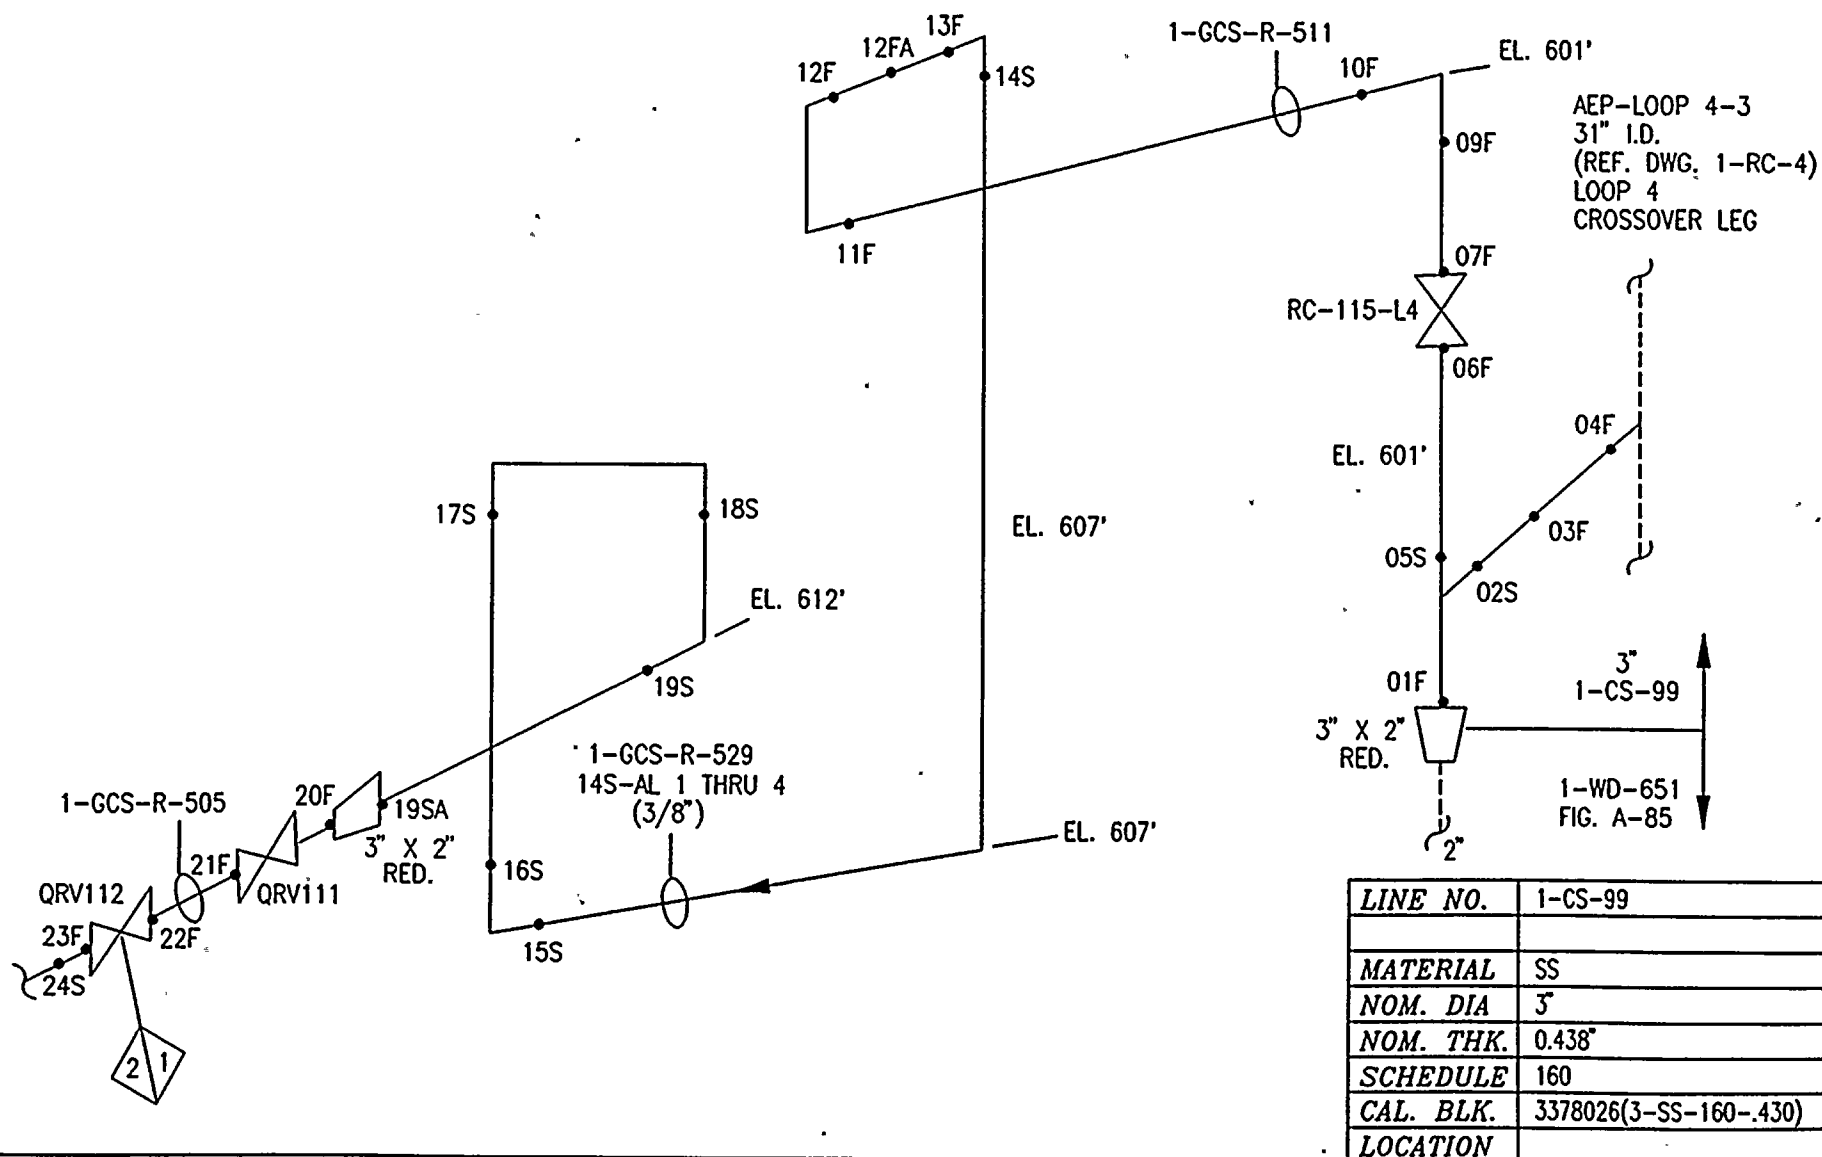 13F
12FA
12F
14S
1-GCS-R-511
10F
EL. 601'
AEP-LOOP 4-3
31" I.D.
(REF. DWG. 1-RC-4)
LOOP 4
CROSSOVER LEG
09F
11F
07F
RC-115-L4
06F
04F
EL. 601'
03F
05S
02S
17S
18S
EL. 607'
EL. 612'
19S
01F
3"
1-CS-99
3" X 2"
RED.
1-WD-651
FIG. A-85
2"
1-GCS-R-529
14S-AL 1 THRU 4
(3/8")
EL. 607'
1-GCS-R-505
20F
19SA
3" X 2"
RED.
21F
QRV111
16S
QRV112
22F
23F
24S
15S
2 1
LINE NO. 1-CS-99
MATERIAL SS
NOM. DIA 3"
NOM. THK. 0.438"
SCHEDULE 160
CAL. BLK. 3378026(3-SS-160-.430)
LOCATION